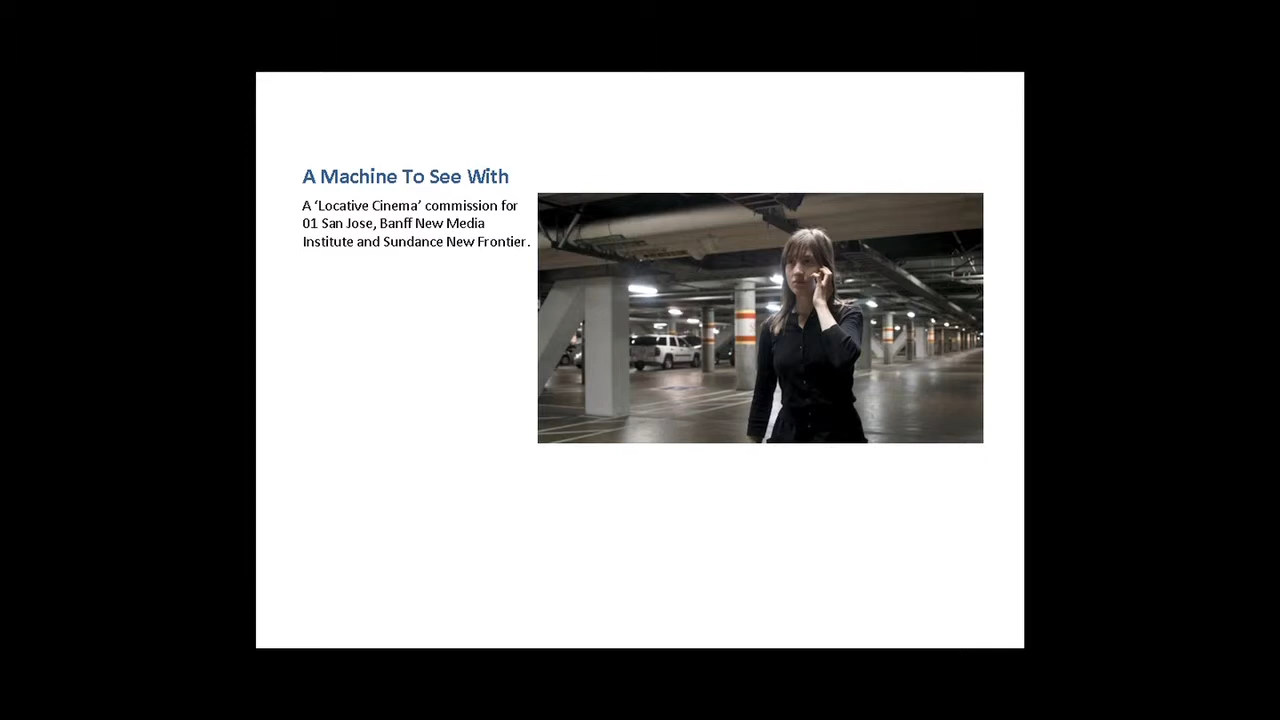 A Machine To See With
A ‘Locative Cinema’ commission for
01 San Jose, Banff New Media
Institute and Sundance New Frontier.